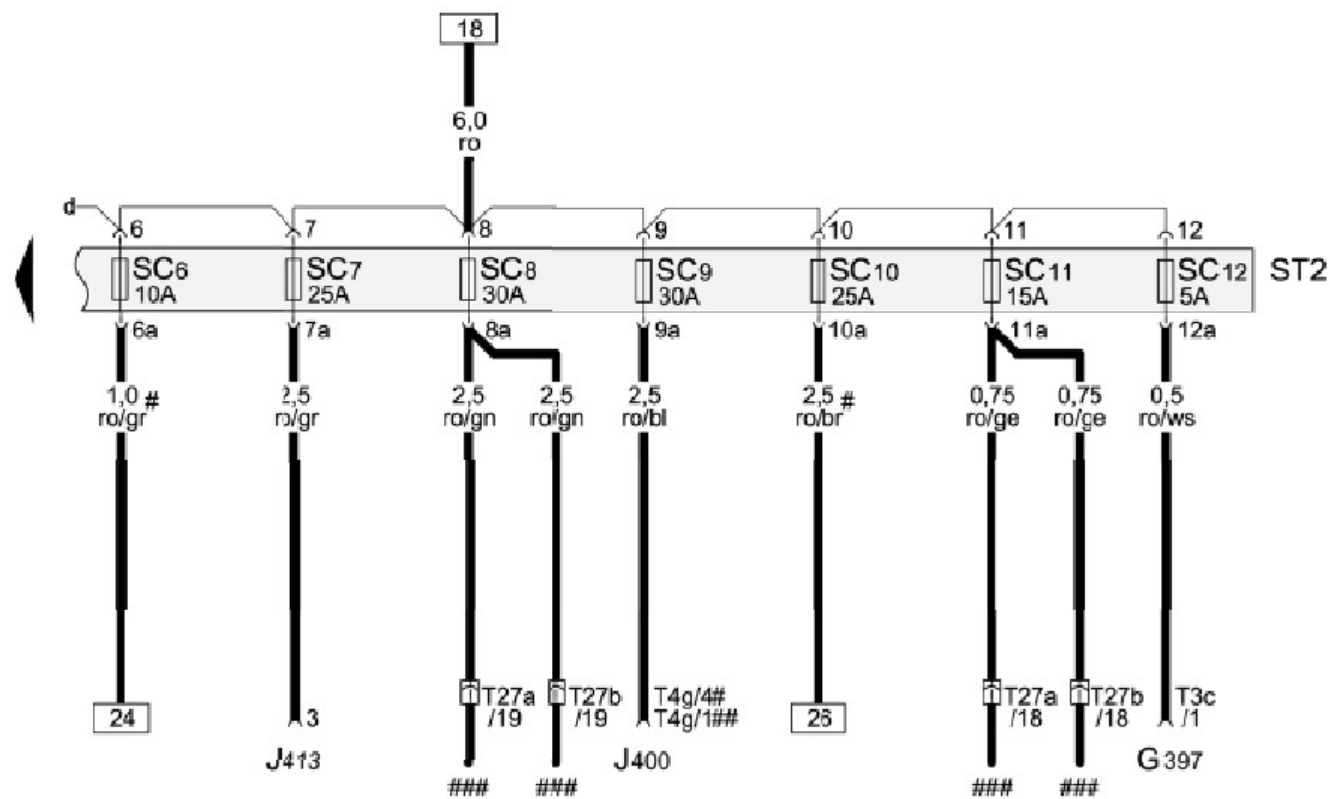 18
6,0
ro
d
6 7 8 9 10 11 12
SC6 SC7 SC8 SC9 SC10 SC11 SC12 ST2
10A 25A 30A 30A 25A 15A 5A
6a 7a 8a 9a 10a 11a 12a
1,0 # 2,5 2,5 2,5 2,5 2,5 # 0,75 0,75 0,5
ro/gr ro/gr ro/gn ro/gn ro/bl ro/br ro/ge ro/ge ro/ws
T27a T27b T4g/4# T27a T27b T3c
24 3 /19 /19 T4g/1## 26 /18 /18 /1
J413 J400 G397
### ### ### ###